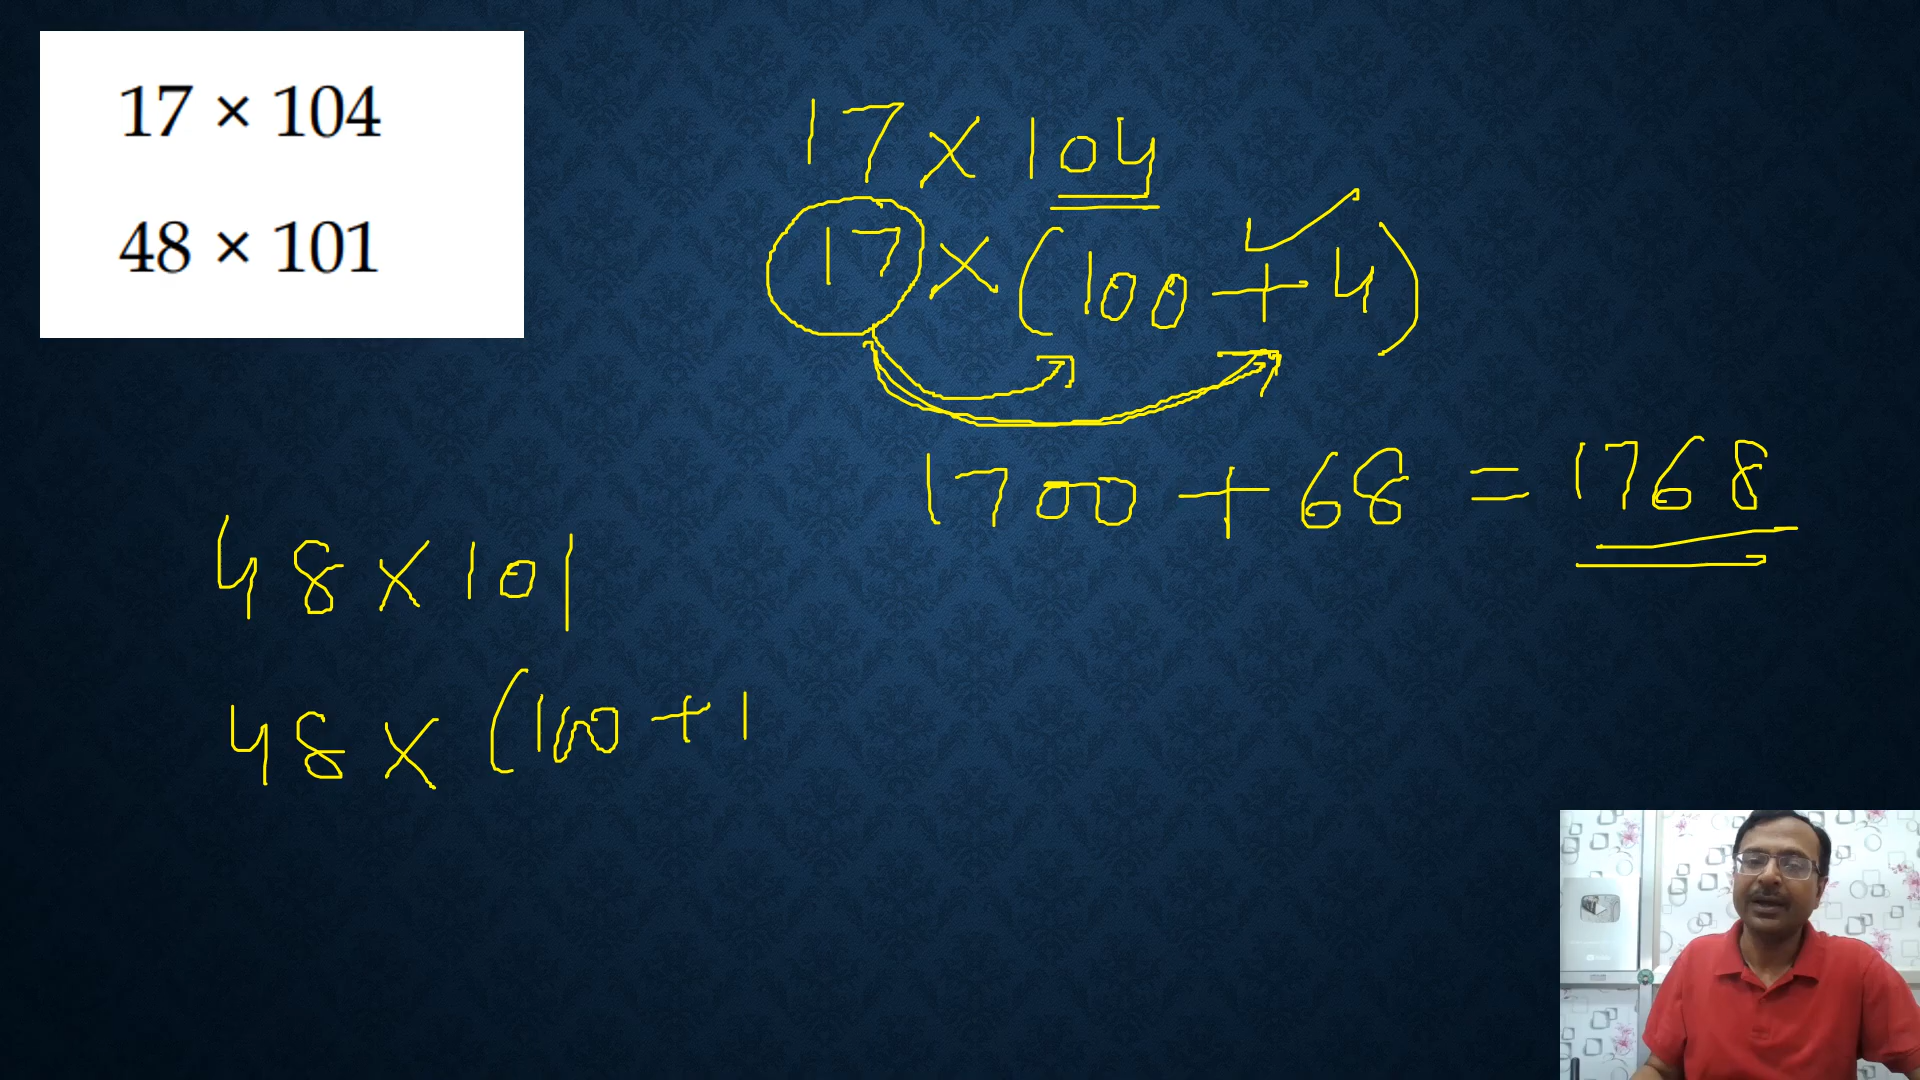 17 × 104
48 × 101
17 × 104
17 × (100 + 4)
1700 + 68 = 1768
48 × 101
48 × (100 + 1